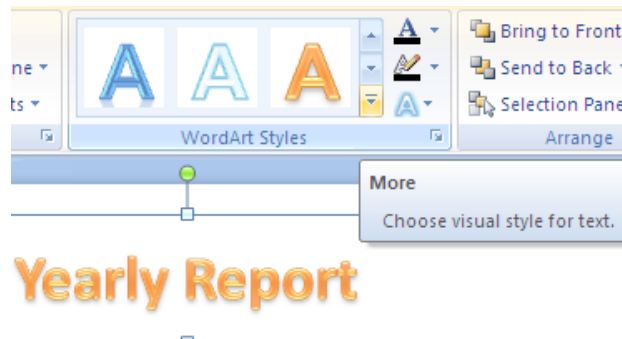 A A A A
Bring to Front
ne
Send to Back
A
ts
Selection Pane
WordArt Styles
Arrange
More
Choose visual style for text.
Yearly Report